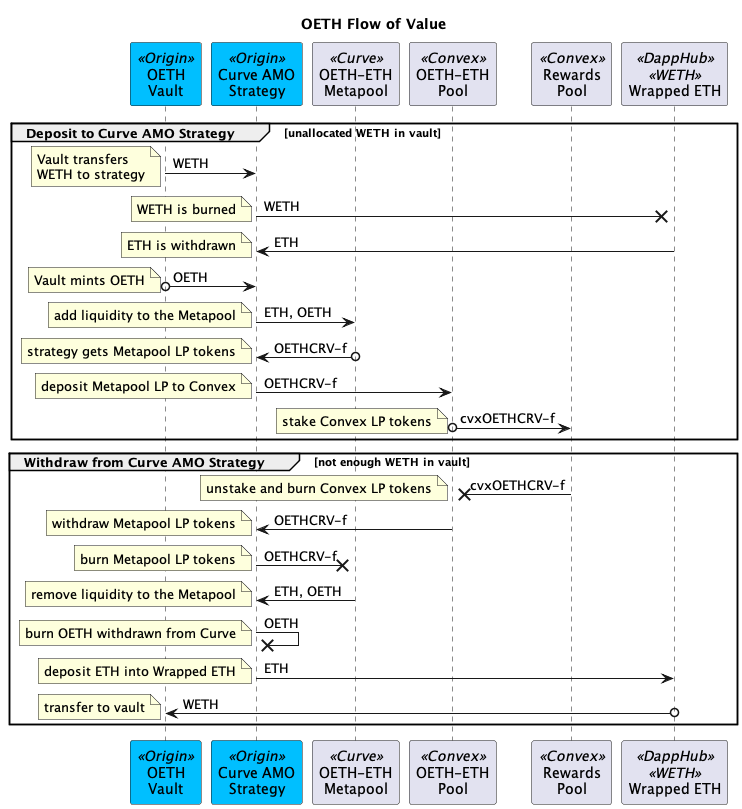 OETH Flow of Value
«Origin»
OETH
Vault
«Origin»
Curve AMO
Strategy
«Curve»
OETH-ETH
Metapool
«Convex»
OETH-ETH
Pool
«Convex»
Rewards
Pool
«DappHub»
«WETH»
Wrapped ETH
Deposit to Curve AMO Strategy
[unallocated WETH in vault]
Vault transfers
WETH to strategy
WETH
WETH is burned
WETH
ETH is withdrawn
ETH
Vault mints OETH
OETH
add liquidity to the Metapool
ETH, OETH
strategy gets Metapool LP tokens
OETHCRV-f
deposit Metapool LP to Convex
OETHCRV-f
stake Convex LP tokens
cvxOETHCRV-f
Withdraw from Curve AMO Strategy
[not enough WETH in vault]
unstake and burn Convex LP tokens
cvxOETHCRV-f
withdraw Metapool LP tokens
OETHCRV-f
burn Metapool LP tokens
OETHCRV-f
remove liquidity to the Metapool
ETH, OETH
burn OETH withdrawn from Curve
OETH
deposit ETH into Wrapped ETH
ETH
transfer to vault
WETH
«Origin»
OETH
Vault
«Origin»
Curve AMO
Strategy
«Curve»
OETH-ETH
Metapool
«Convex»
OETH-ETH
Pool
«Convex»
Rewards
Pool
«DappHub»
«WETH»
Wrapped ETH